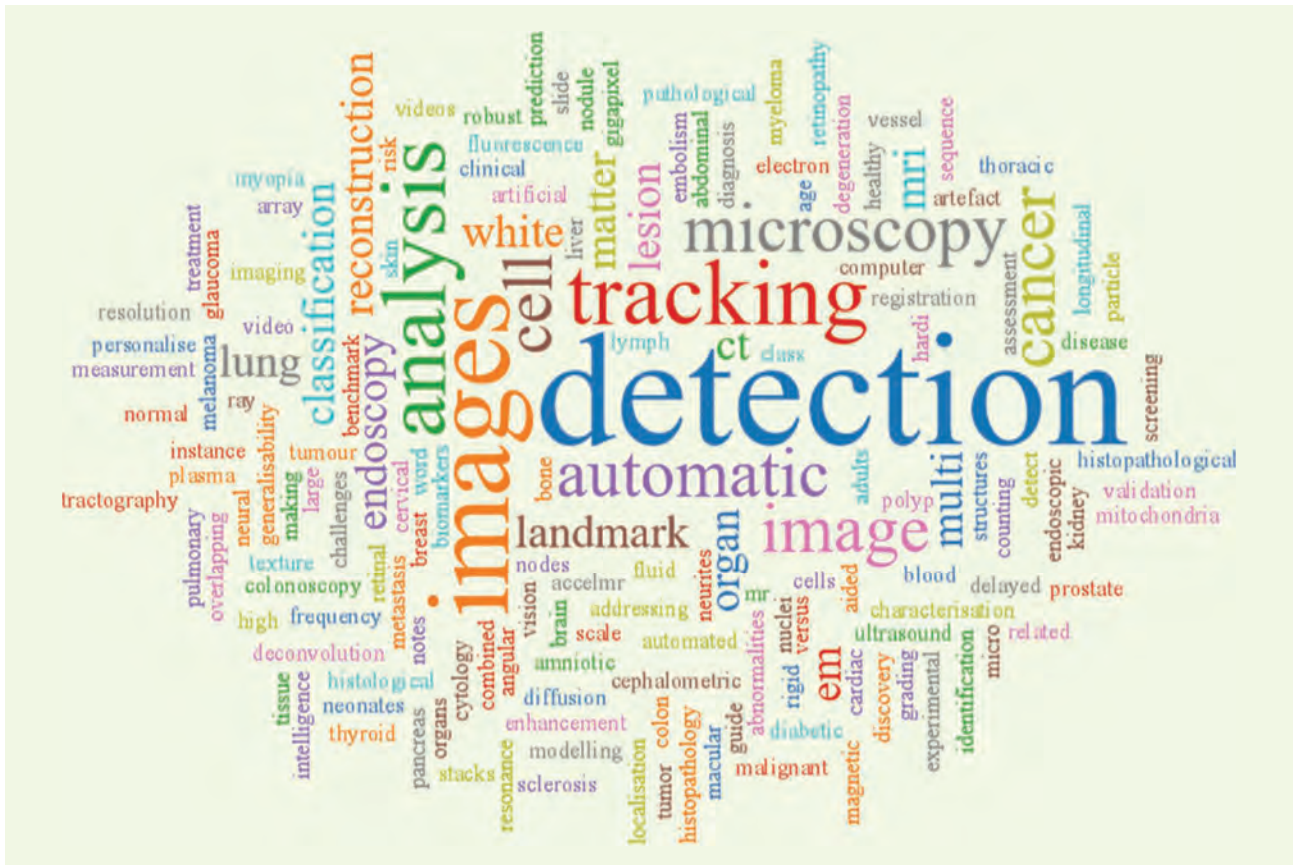 videos
robust
prediction
slide
nodule
gigapixel
pathological
myeloma
retinopathy
vessel
sequence
reconstruction
risk
analysis
fluorescence
clinical
artificial
matter
lesion
embolism
abdominal
diagnosis
electron
age
degeneration
healthy
mri
artefact
thoracic
myopia
array
classification
skin
white
liver
microscopy
cancer
longitudinal
particle
treatment
glaucoma
imaging
cell
tracking
computer
registration
assessment
resolution
video
images
lymph
ct
class
hardi
disease
personalise
measurement
melanoma
lung
benchmark
endoscopy
detection
screening
normal
ray
instance
generalisability
tumour
word
biomarkers
cervical
bone
automatic
adults
multi
structures
detect
histopathological
plasma
tractography
neural
making
large
challenges
breast
landmark
organ
image
polyp
counting
endoscopic
kidney
validation
mitochondria
pulmonary
overlapping
texture
colonoscopy
retinal
metastasis
nodes
accelmr
fluid
neurites
mr
cells
aided
blood
delayed
prostate
high
frequency
notes
vision
brain
addressing
scale
automated
abnormalities
nuclei
versus
characterisation
ultrasound
related
micro
deconvolution
cytology
combined
angular
amniotic
cephalometric
rigid
em
cardiac
discovery
grading
experimental
identification
tissue
intelligence
histological
neonates
thyroid
pancreas
organs
diffusion
enhancement
modelling
colon
guide
diabetic
magnetic
stacks
resonance
sclerosis
localisation
tumor
histopathology
macular
malignant